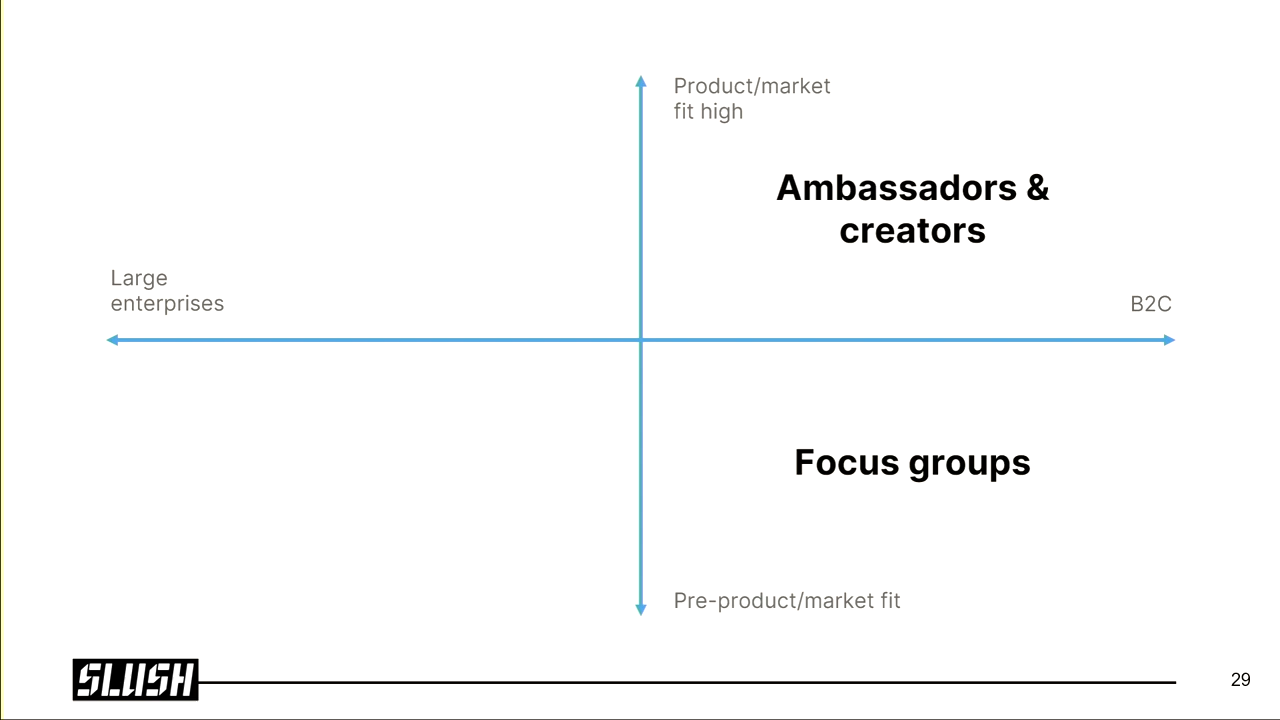 Product/market
fit high
Ambassadors &
creators
Large
enterprises
B2C
Focus groups
Pre-product/market fit
SLUSH
29